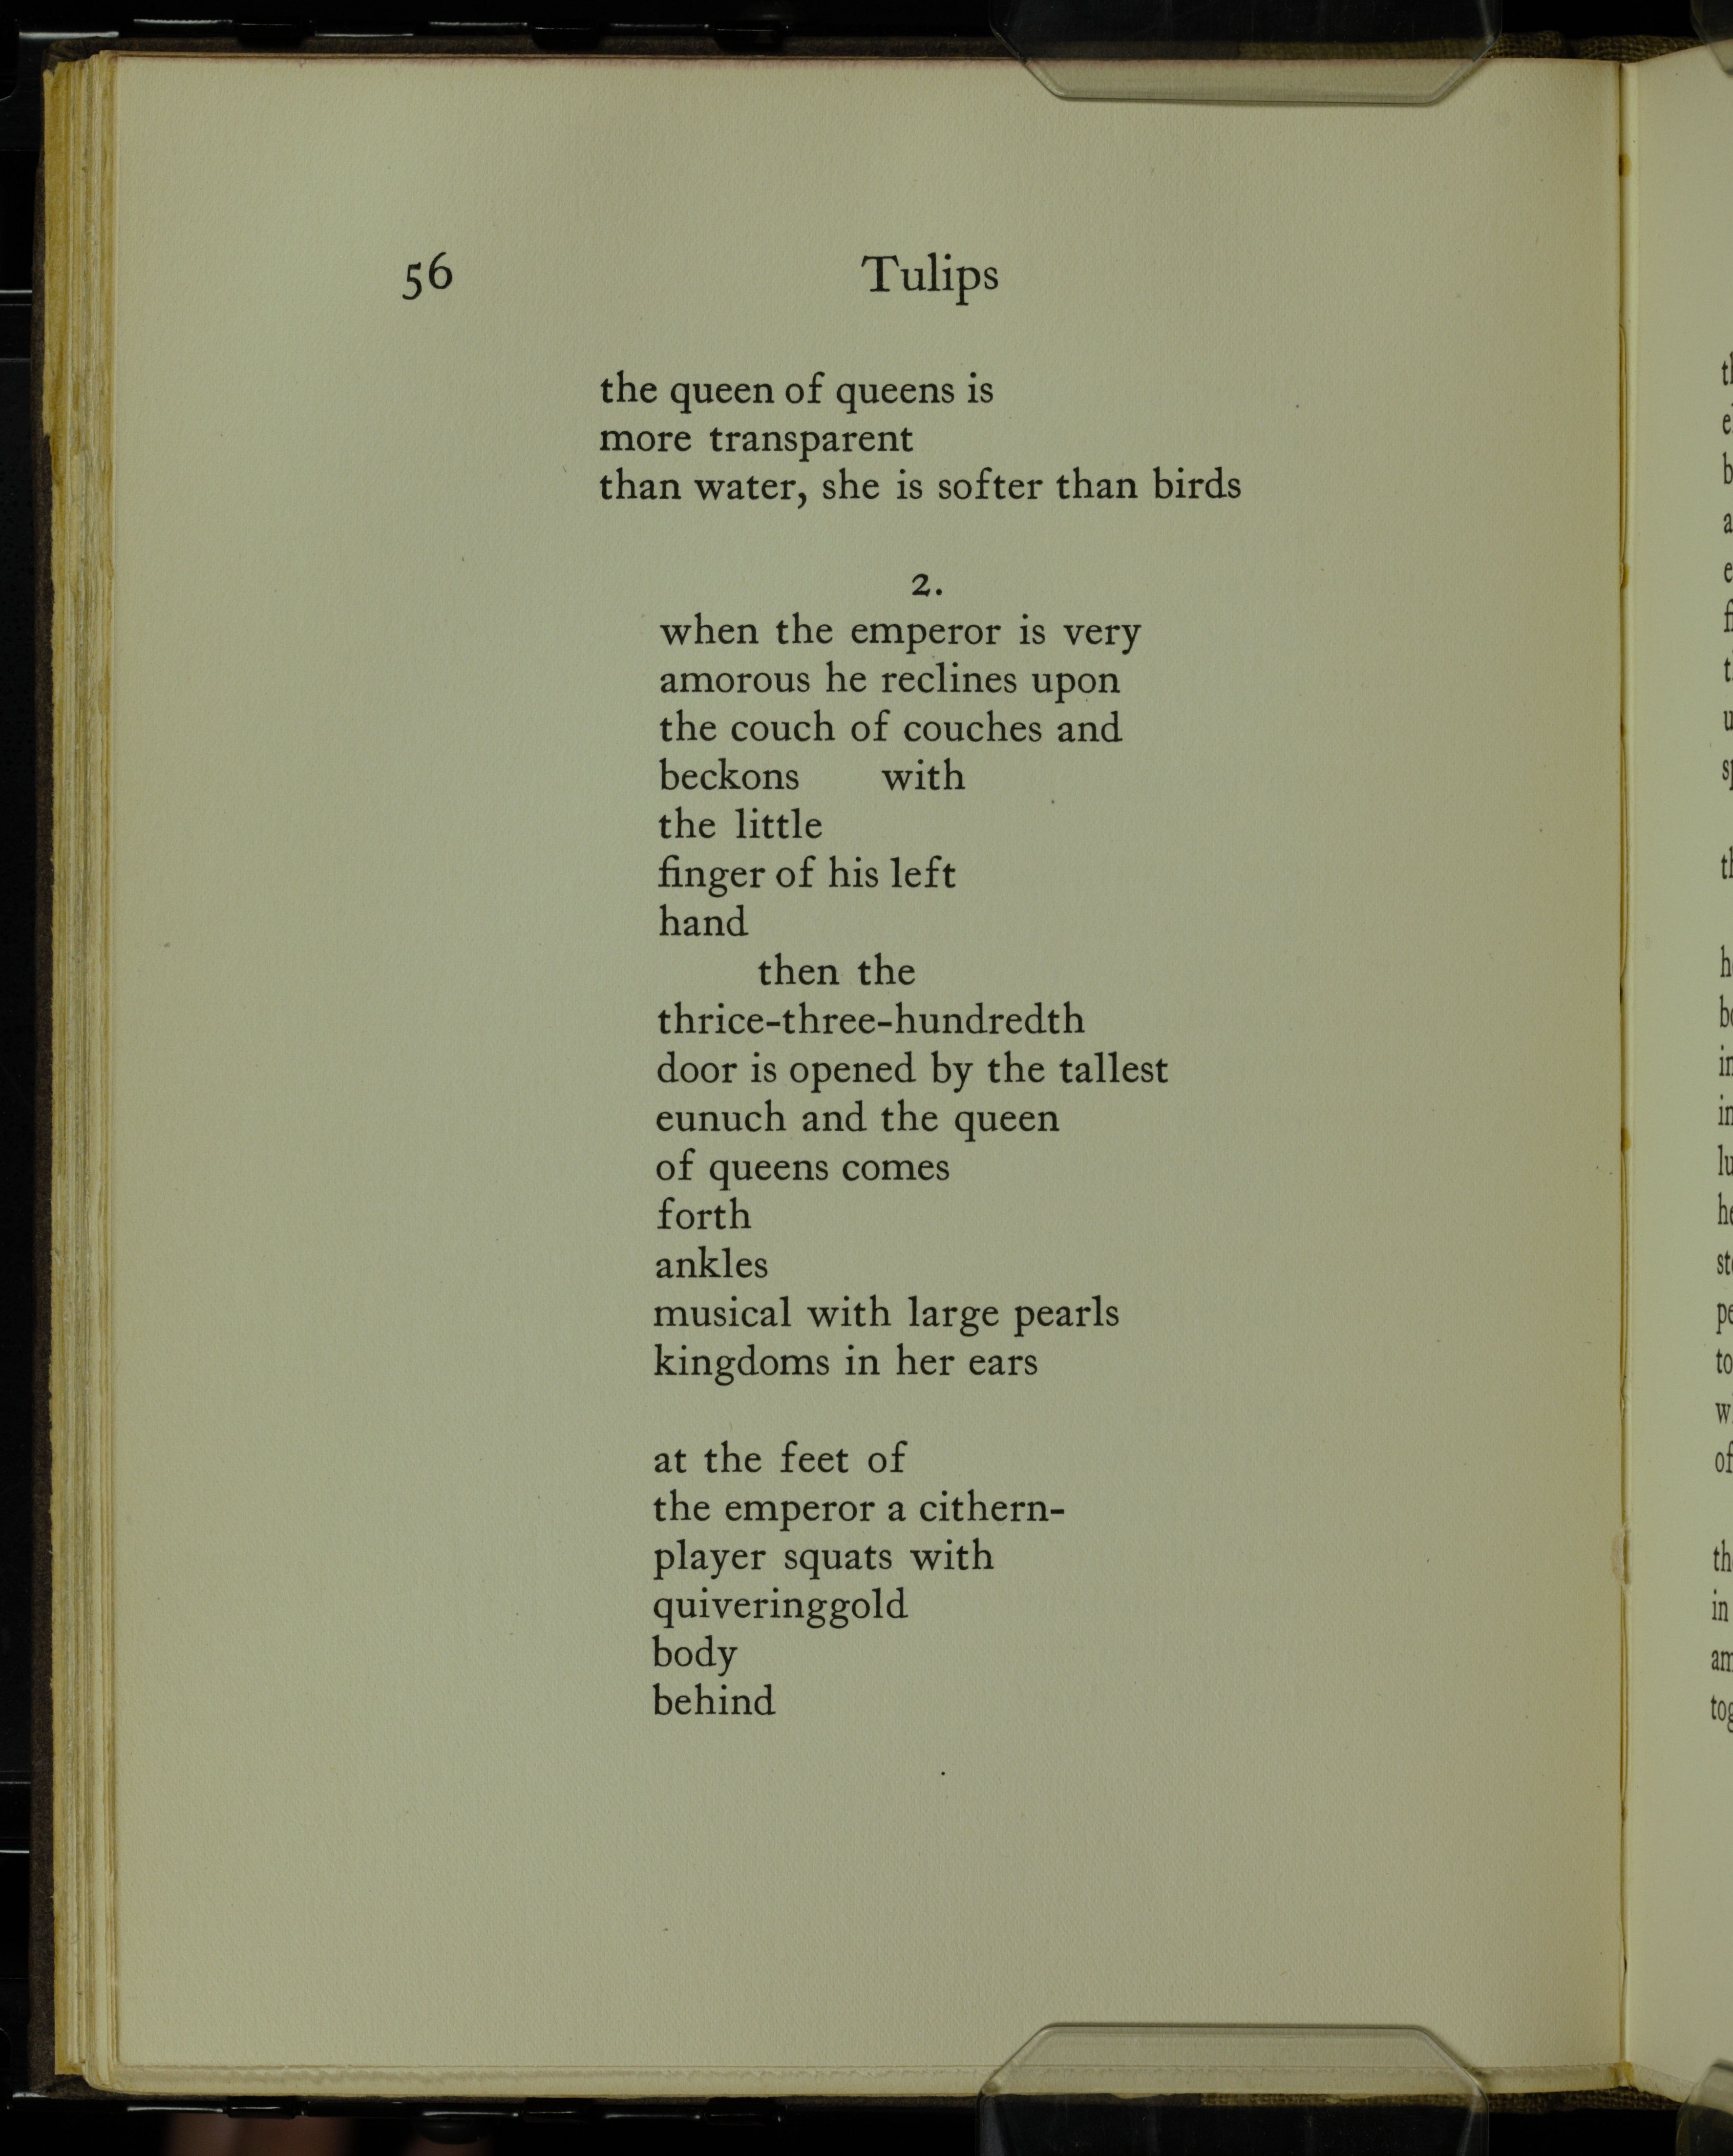 56 Tulips
the queen of queens is
more transparent
than water, she is softer than birds
2.
when the emperor is very
amorous he reclines upon
the couch of couches and
beckons with
the little
finger of his left
hand
then the
thrice-three-hundredth
door is opened by the tallest
eunuch and the queen
of queens comes
forth
ankles
musical with large pearls
kingdoms in her ears
at the feet of
the emperor a cithern-
player squats with
quiveringgold
body
behind